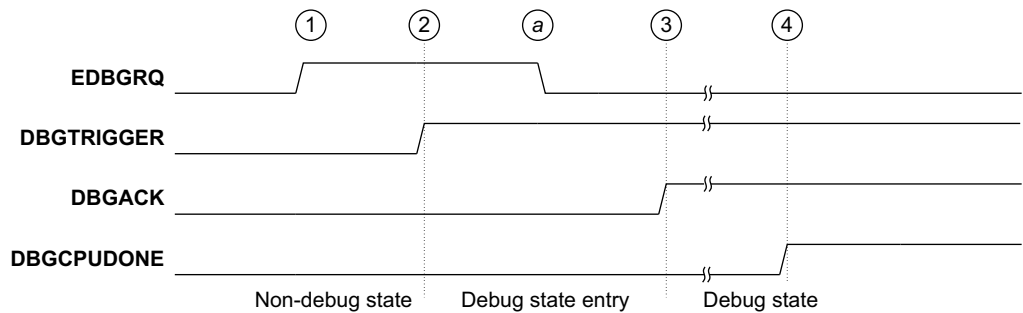 1 2 a 3 4
EDBGRQ
DBGTRIGGER
DBGACK
DBGCPUDONE
Non-debug state Debug state entry Debug state